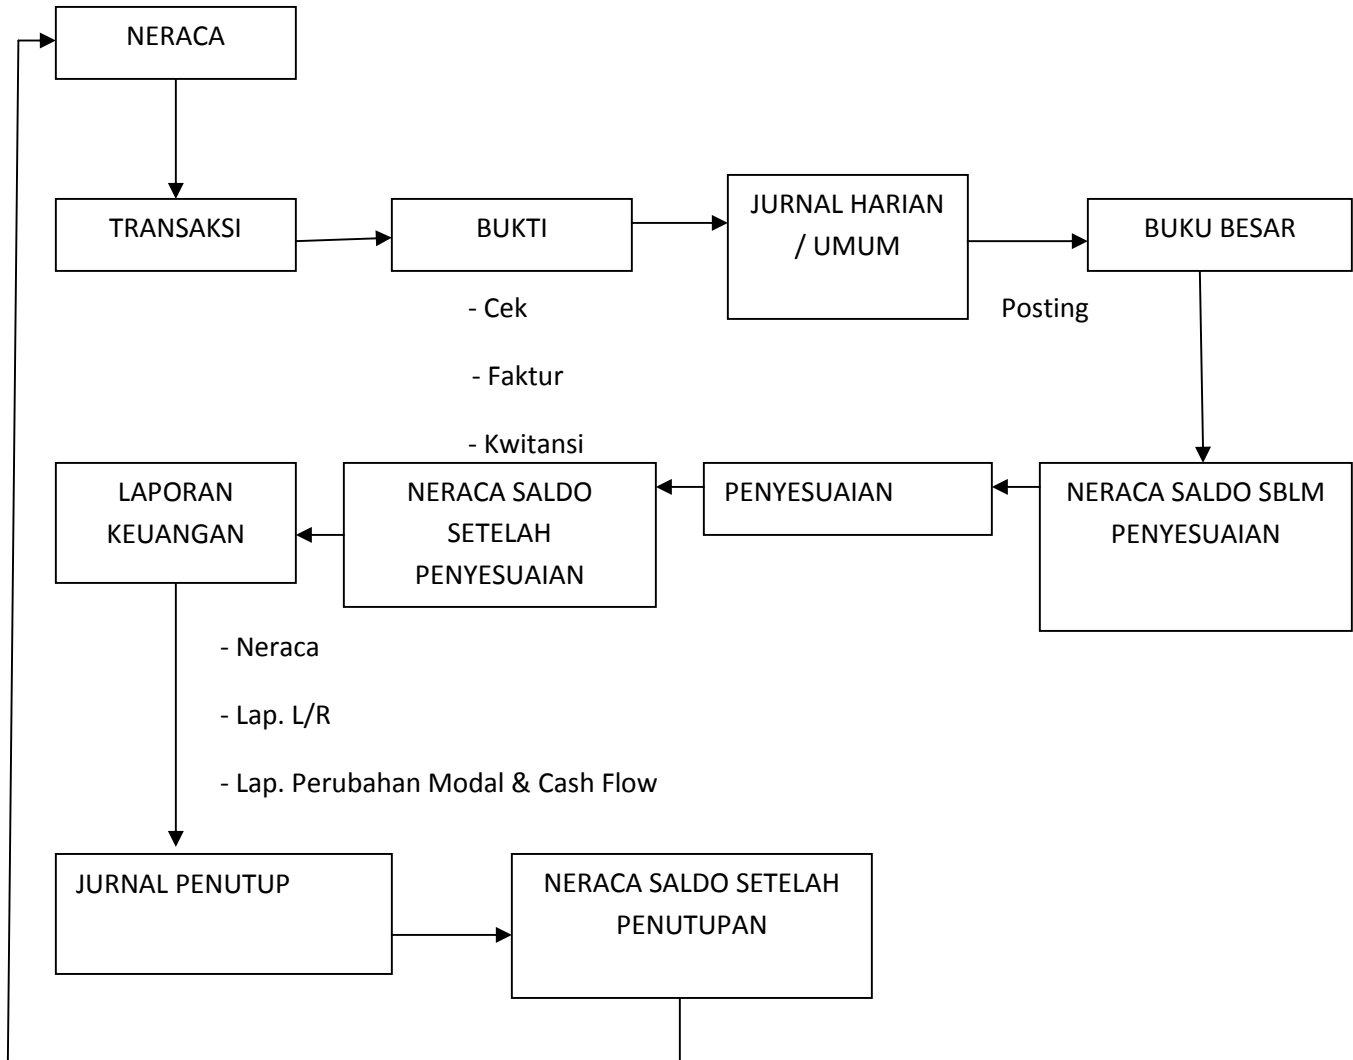 NERACA
TRANSAKSI
BUKTI
JURNAL HARIAN
/ UMUM
BUKU BESAR
- Cek
- Faktur
- Kwitansi
Posting
LAPORAN
KEUANGAN
NERACA SALDO
SETELAH
PENYESUAIAN
PENYESUAIAN
NERACA SALDO SBLM
PENYESUAIAN
- Neraca
- Lap. L/R
- Lap. Perubahan Modal & Cash Flow
JURNAL PENUTUP
NERACA SALDO SETELAH
PENUTUPAN